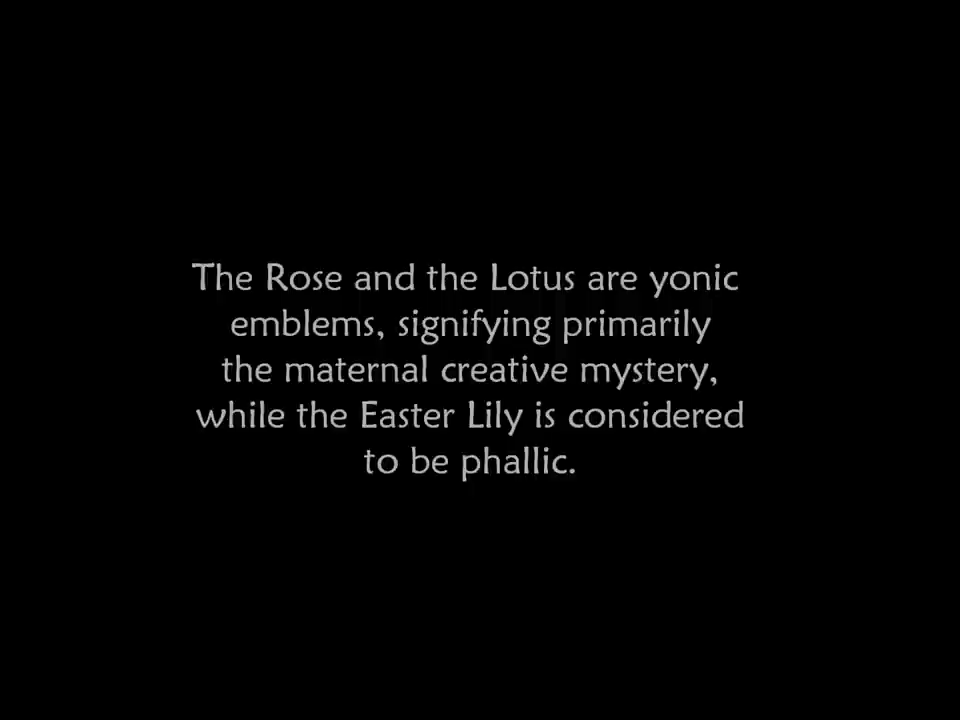 The Rose and the Lotus are yonic
emblems, signifying primarily
the maternal creative mystery,
while the Easter Lily is considered
to be phallic.